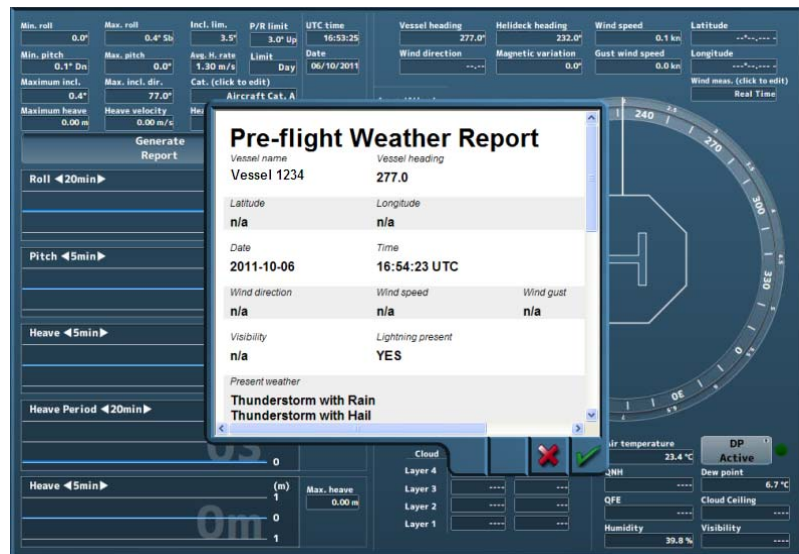 Min. roll Max. roll Incl. lim. P/R limit UTC time Vessel heading Helideck heading Wind speed Latitude
0.0° 0.4° Sb 3.5° 3.0° Up 16:53:25 277.0° 232.0° 0.1 kn --°--,--- -
Min. pitch Max. pitch Avg. H. rate Limit Date Wind direction Magnetic variation Gust wind speed Longitude
0.1° Dn 0.0° 1.30 m/s Day 06/10/2011 --,-- 0.0° 0.0 kn ---°--,--- -
Maximum incl. Max. incl. dir. Cat. (click to edit) Wind meas. (click to edit)
0.4° 77.0° Aircraft Cat. A Real Time
Maximum heave Heave velocity
0.00 m 0.00 m/s
Generate
Report
Roll ◀20min▶
Pitch ◀5min▶
Heave ◀5min▶
Heave Period ◀20min▶
0s
0
Heave ◀5min▶ (m)
1
0m 0
1
Max. heave
0.00 m
Pre-flight Weather Report
Vessel name Vessel heading
Vessel 1234 277.0
Latitude Longitude
n/a n/a
Date Time
2011-10-06 16:54:23 UTC
Wind direction Wind speed Wind gust
n/a n/a n/a
Visibility Lightning present
n/a YES
Present weather
Thunderstorm with Rain
Thunderstorm with Hail
240
270
300
330
0
H
Cloud
Layer 4
Layer 3 ---- ----
Layer 2 ---- ----
Layer 1 ---- ----
Air temperature DP
23.4 °C Active
QNH Dew point
---- 6.7 °C
QFE Cloud Ceiling
---- ----
Humidity Visibility
39.8 % ----